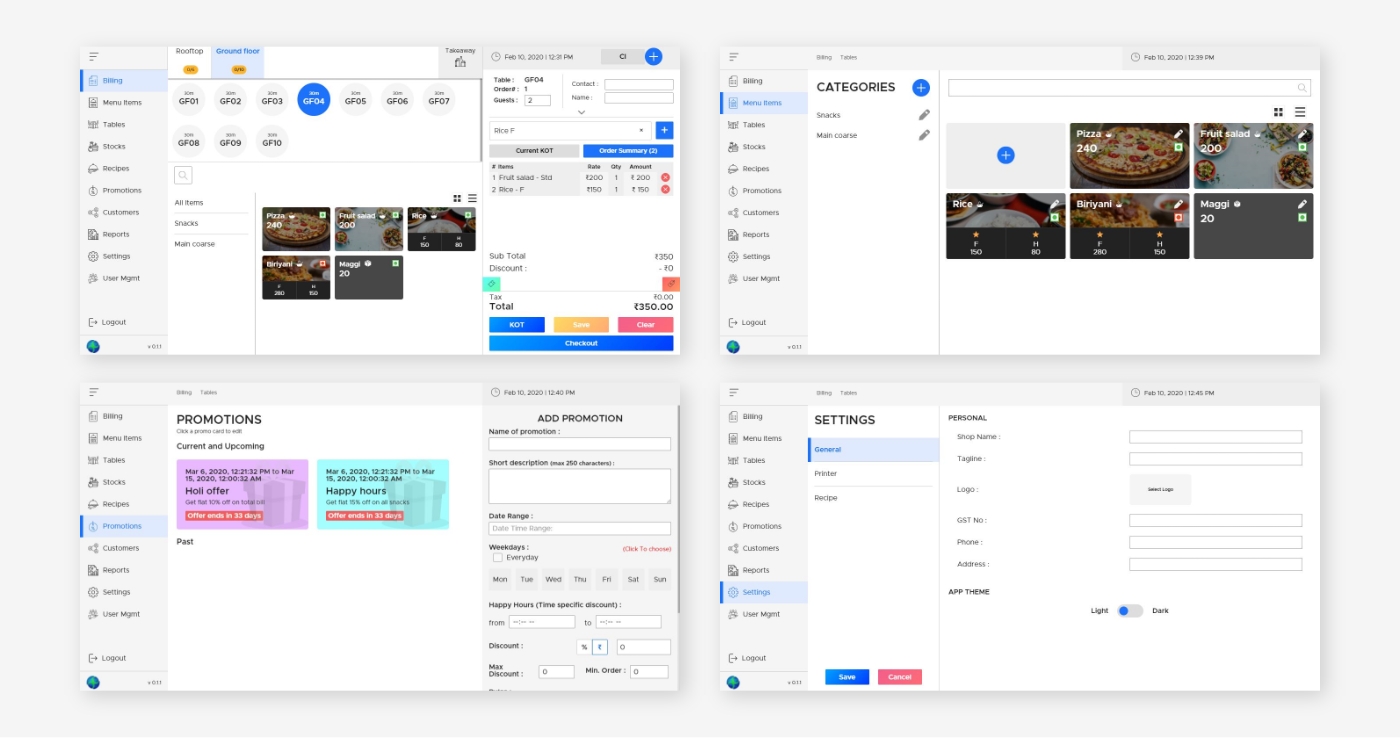 Billing
Menu Items
Tables
Stocks
Recipes
Promotions
Customers
Reports
Settings
User Mgmt
Logout
v 0.1.1
Rooftop
Ground floor
0/10
Takeaway
30m
GF01
30m
GF02
30m
GF03
30m
GF04
30m
GF05
30m
GF06
30m
GF07
30m
GF08
30m
GF09
30m
GF10
All items
Snacks
Main coarse
Pizza
240
Fruit salad
200
Rice
F
150
H
80
Biriyani
F
280
H
150
Maggi
20
Feb 10, 2020 | 12:31 PM
CI
Table : GF04
Order# : 1
Guests : 2
Contact :
Name :
Rice F
Current KOT
Order Summary (2)
# Items Rate Qty Amount
1 Fruit salad - Std ₹200 1 ₹ 200
2 Rice - F ₹150 1 ₹ 150
Sub Total ₹350
Discount : - ₹0
Tax ₹0.00
Total ₹350.00
KOT
Save
Clear
Checkout
Billing
Menu Items
Tables
Stocks
Recipes
Promotions
Customers
Reports
Settings
User Mgmt
Logout
v 0.1.1
Billing Tables
Feb 10, 2020 | 12:39 PM
CATEGORIES
Snacks
Main coarse
Pizza
240
Fruit salad
200
Rice
F
150
H
80
Biriyani
F
280
H
150
Maggi
20
Billing
Menu Items
Tables
Stocks
Recipes
Promotions
Customers
Reports
Settings
User Mgmt
Logout
v 0.1.1
Billing Tables
PROMOTIONS
Click a promo card to edit
Current and Upcoming
Mar 6, 2020, 12:21:32 PM to Mar
15, 2020, 12:00:32 AM
Holi offer
Get flat 10% off on total bill
Offer ends in 33 days
Mar 6, 2020, 12:21:32 PM to Mar
15, 2020, 12:00:32 AM
Happy hours
Get flat 15% off on all snacks
Offer ends in 33 days
Past
Feb 10, 2020 | 12:40 PM
ADD PROMOTION
Name of promotion :
Short description (max 250 characters) :
Date Range :
Date Time Range:
Weekdays :
(Click To choose)
Everyday
Mon Tue Wed Thu Fri Sat Sun
Happy Hours (Time specific discount) :
from --:-- -- to --:-- --
Discount : % ₹ 0
Max
Discount : 0
Min. Order : 0
Billing
Menu Items
Tables
Stocks
Recipes
Promotions
Customers
Reports
Settings
User Mgmt
Logout
v 0.1.1
Billing Tables
Feb 10, 2020 | 12:45 PM
SETTINGS
General
Printer
Recipe
Save
Cancel
PERSONAL
Shop Name :
Tagline :
Logo :
Select Logo
GST No :
Phone :
Address :
APP THEME
Light
Dark